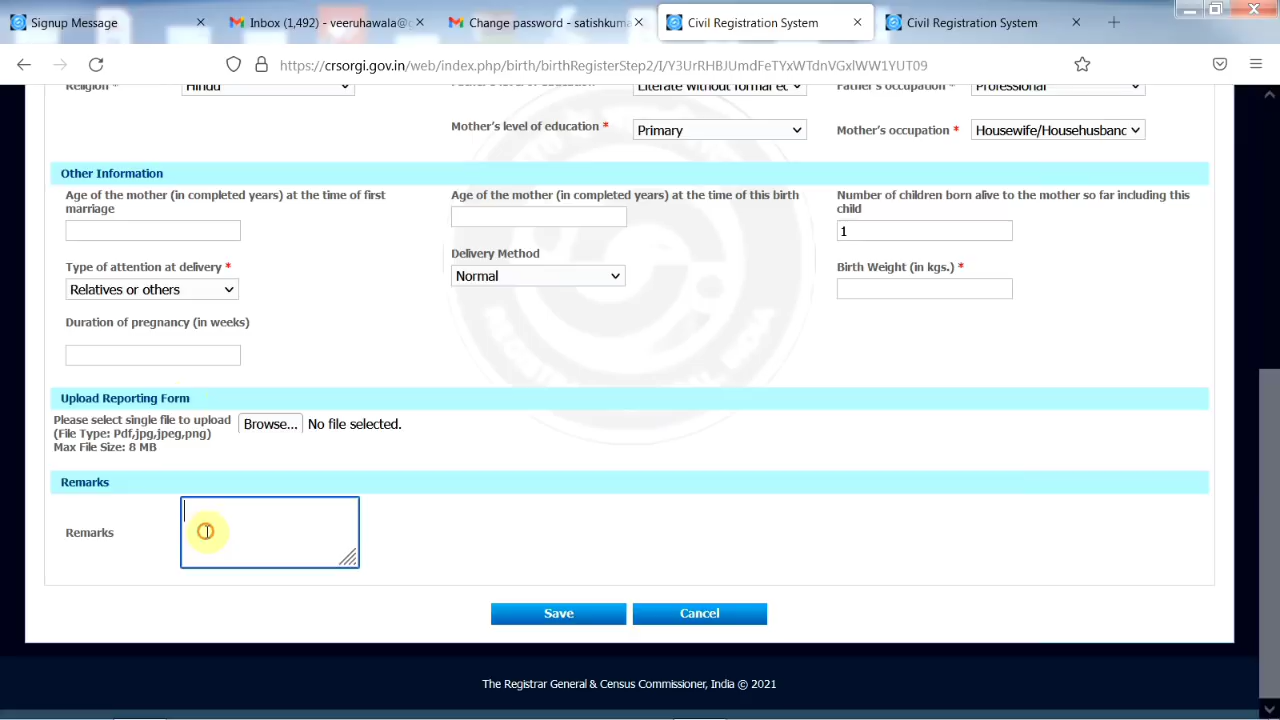 Signup Message
Inbox (1,492) - veeruhawala@
Change password - satishkuma
Civil Registration System
Civil Registration System
https://crsorgi.gov.in/web/index.php/birth/birthRegisterStep2/I/Y3UrRHBJUmdFeTYxWTdnVGxlWW1YUT09
Religion *
Hindu
Literate without formal ec
Father's occupation *
Professional
Mother's level of education *
Primary
Mother's occupation *
Housewife/Househusband
Other Information
Age of the mother (in completed years) at the time of first
marriage
Age of the mother (in completed years) at the time of this birth
Number of children born alive to the mother so far including this
child
1
Type of attention at delivery *
Relatives or others
Delivery Method
Normal
Birth Weight (in kgs.) *
Duration of pregnancy (in weeks)
Upload Reporting Form
Please select single file to upload
(File Type: Pdf,jpg,jpeg,png)
Max File Size: 8 MB
Browse... No file selected.
Remarks
Remarks
Save
Cancel
The Registrar General & Census Commissioner, India © 2021